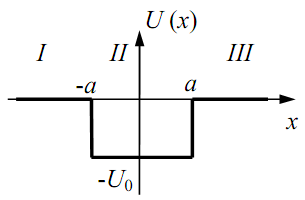 U (x)
I II III
-a a
x
-U₀